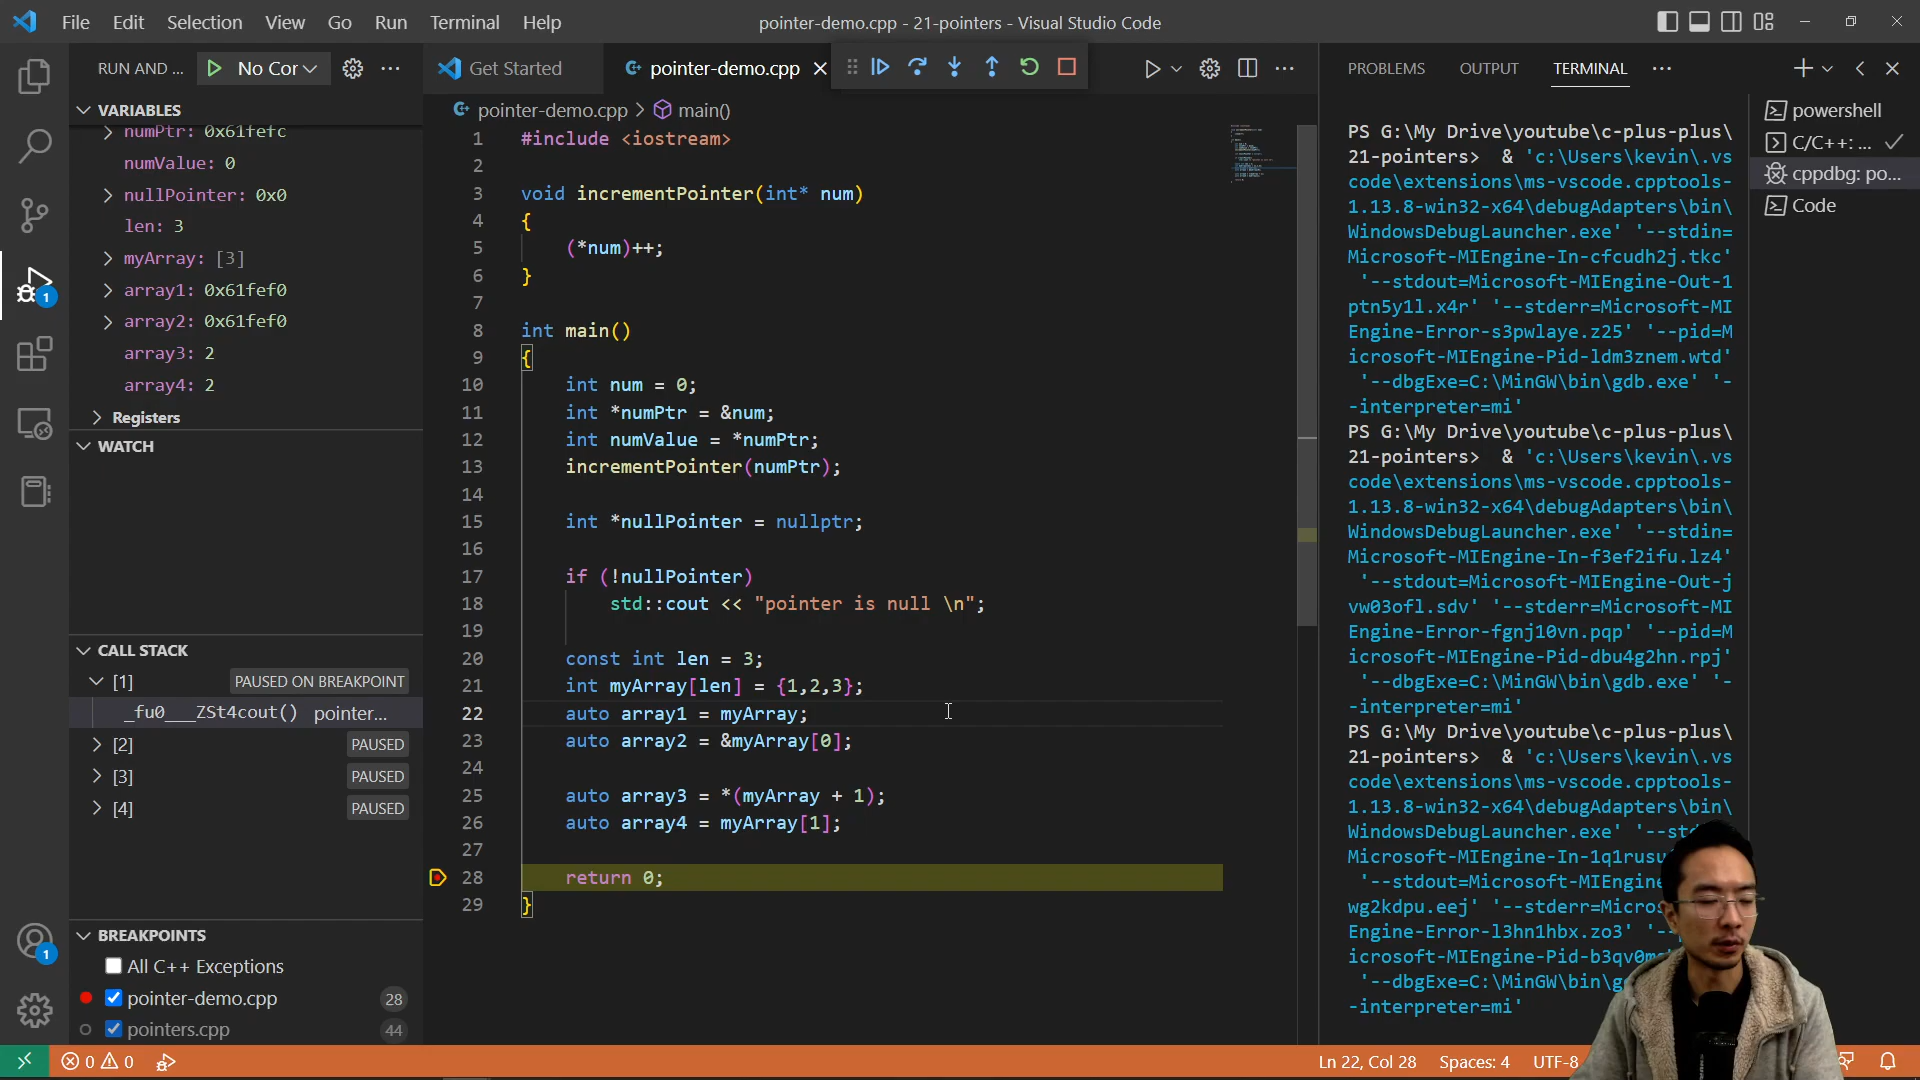 File Edit Selection View Go Run Terminal Help
pointer-demo.cpp - 21-pointers - Visual Studio Code
RUN AND ...
No Cor
VARIABLES
numPtr: 0x61fefc
numValue: 0
nullPointer: 0x0
len: 3
myArray: [3]
array1: 0x61fef0
array2: 0x61fef0
array3: 2
array4: 2
Registers
WATCH
CALL STACK
[1] PAUSED ON BREAKPOINT
_fu0___ZSt4cout() pointer...
[2] PAUSED
[3] PAUSED
[4] PAUSED
BREAKPOINTS
All C++ Exceptions
pointer-demo.cpp 28
pointers.cpp 44
1
1
Get Started
pointer-demo.cpp
pointer-demo.cpp > main()
1 #include <iostream>
2
3 void incrementPointer(int* num)
4 {
5 (*num)++;
6 }
7
8 int main()
9 {
10 int num = 0;
11 int *numPtr = &num;
12 int numValue = *numPtr;
13 incrementPointer(numPtr);
14
15 int *nullPointer = nullptr;
16
17 if (!nullPointer)
18 std::cout << "pointer is null \n";
19
20 const int len = 3;
21 int myArray[len] = {1,2,3};
22 auto array1 = myArray;
23 auto array2 = &myArray[0];
24
25 auto array3 = *(myArray + 1);
26 auto array4 = myArray[1];
27
28 return 0;
29 }
PROBLEMS OUTPUT TERMINAL
PS G:\My Drive\youtube\c-plus-plus\
21-pointers> & 'c:\Users\kevin\.vs
code\extensions\ms-vscode.cpptools-
1.13.8-win32-x64\debugAdapters\bin\
WindowsDebugLauncher.exe' '--stdin=
Microsoft-MIEngine-In-cfcudh2j.tkc'
'--stdout=Microsoft-MIEngine-Out-1
ptn5y1l.x4r' '--stderr=Microsoft-MI
Engine-Error-s3pwlaye.z25' '--pid=M
icrosoft-MIEngine-Pid-ldm3znem.wtd'
'--dbgExe=C:\MinGW\bin\gdb.exe' '-
-interpreter=mi'
PS G:\My Drive\youtube\c-plus-plus\
21-pointers> & 'c:\Users\kevin\.vs
code\extensions\ms-vscode.cpptools-
1.13.8-win32-x64\debugAdapters\bin\
WindowsDebugLauncher.exe' '--stdin=
Microsoft-MIEngine-In-f3ef2ifu.lz4'
'--stdout=Microsoft-MIEngine-Out-j
vw03ofl.sdv' '--stderr=Microsoft-MI
Engine-Error-fgnj10vn.pqp' '--pid=M
icrosoft-MIEngine-Pid-dbu4g2hn.rpj'
'--dbgExe=C:\MinGW\bin\gdb.exe' '-
-interpreter=mi'
PS G:\My Drive\youtube\c-plus-plus\
21-pointers> & 'c:\Users\kevin\.vs
code\extensions\ms-vscode.cpptools-
1.13.8-win32-x64\debugAdapters\bin\
WindowsDebugLauncher.exe' '--st
Microsoft-MIEngine-In-1q1rusu
'--stdout=Microsoft-MIEngine
wg2kdpu.eej' '--stderr=Micros
Engine-Error-l3hn1hbx.zo3' '--
icrosoft-MIEngine-Pid-b3qv0m
'--dbgExe=C:\MinGW\bin\g
-interpreter=mi'
powershell
C/C++: ...
cppdbg: po...
Code
0 0
Ln 22, Col 28 Spaces: 4 UTF-8